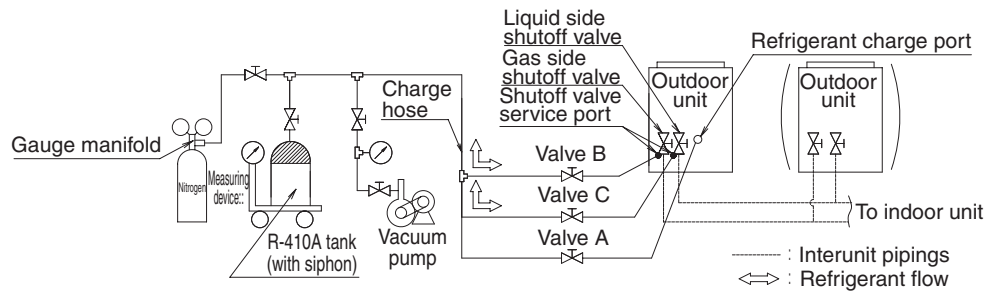 Liquid side
shutoff valve
Gas side
shutoff valve
Shutoff valve
service port
Refrigerant charge port
Outdoor
unit
Outdoor
unit
Charge
hose
Gauge manifold
Nitrogen
Measuring
device::
R-410A tank
(with siphon)
Vacuum
pump
Valve B
Valve C
Valve A
To indoor unit
: Interunit pipings
: Refrigerant flow